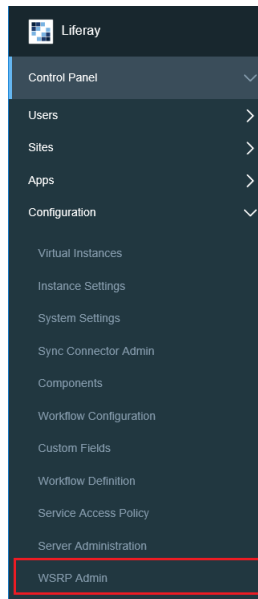 Liferay
Control Panel
Users
Sites
Apps
Configuration
Virtual Instances
Instance Settings
System Settings
Sync Connector Admin
Components
Workflow Configuration
Custom Fields
Workflow Definition
Service Access Policy
Server Administration
WSRP Admin